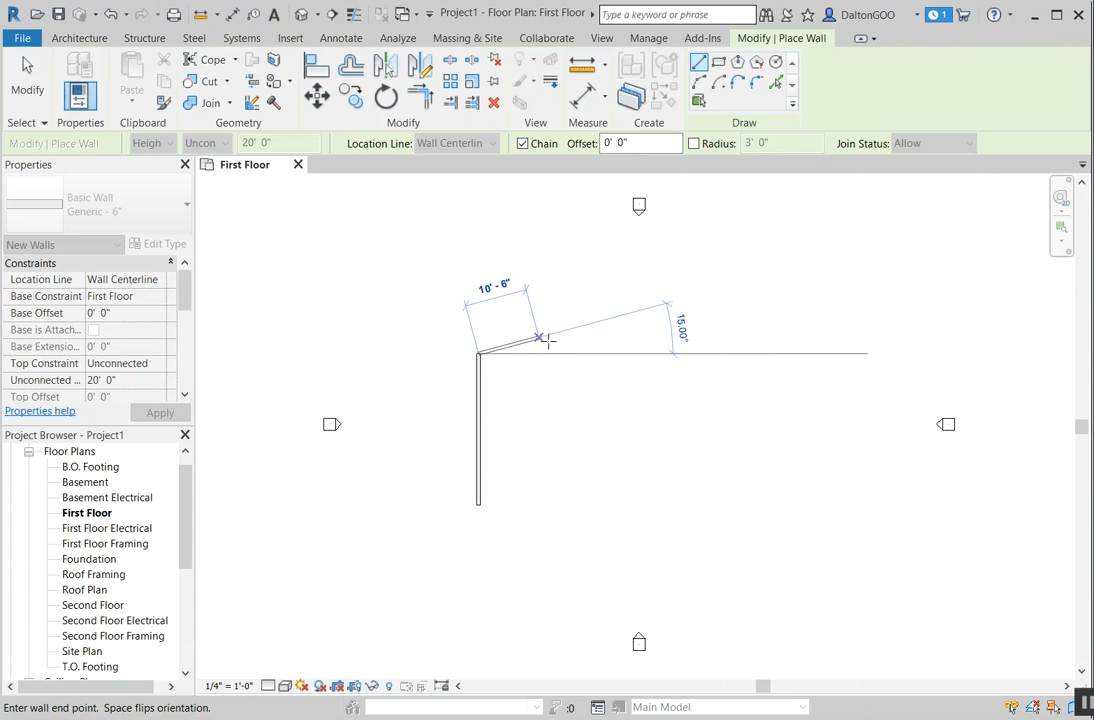 Project1 - Floor Plan: First Floor
Type a keyword or phrase
DaltonGOO
1
File Architecture Structure Steel Systems Insert Annotate Analyze Massing & Site Collaborate View Manage Add-Ins Modify | Place Wall
Modify
Paste
Cope
Cut
Join
Select Properties Clipboard Geometry Modify View Measure Create Draw
Modify | Place Wall Heigh Uncon 20' 0" Location Line: Wall Centerlin Chain Offset: 0' 0" Radius: 3' 0" Join Status: Allow
Properties
First Floor
Basic Wall
Generic - 6"
New Walls Edit Type
Constraints
Location Line Wall Centerline
Base Constraint First Floor
Base Offset 0' 0"
Base is Attach...
Base Extensio... 0' 0"
Top Constraint Unconnected
Unconnected ... 20' 0"
Top Offset 0' 0"
Properties help Apply
Project Browser - Project1
Floor Plans
B.O. Footing
Basement
Basement Electrical
First Floor
First Floor Electrical
First Floor Framing
Foundation
Roof Framing
Roof Plan
Second Floor
Second Floor Electrical
Second Floor Framing
Site Plan
T.O. Footing
10' - 6"
15.00°
1/4" = 1'-0"
Enter wall end point. Space flips orientation.
:0
Main Model